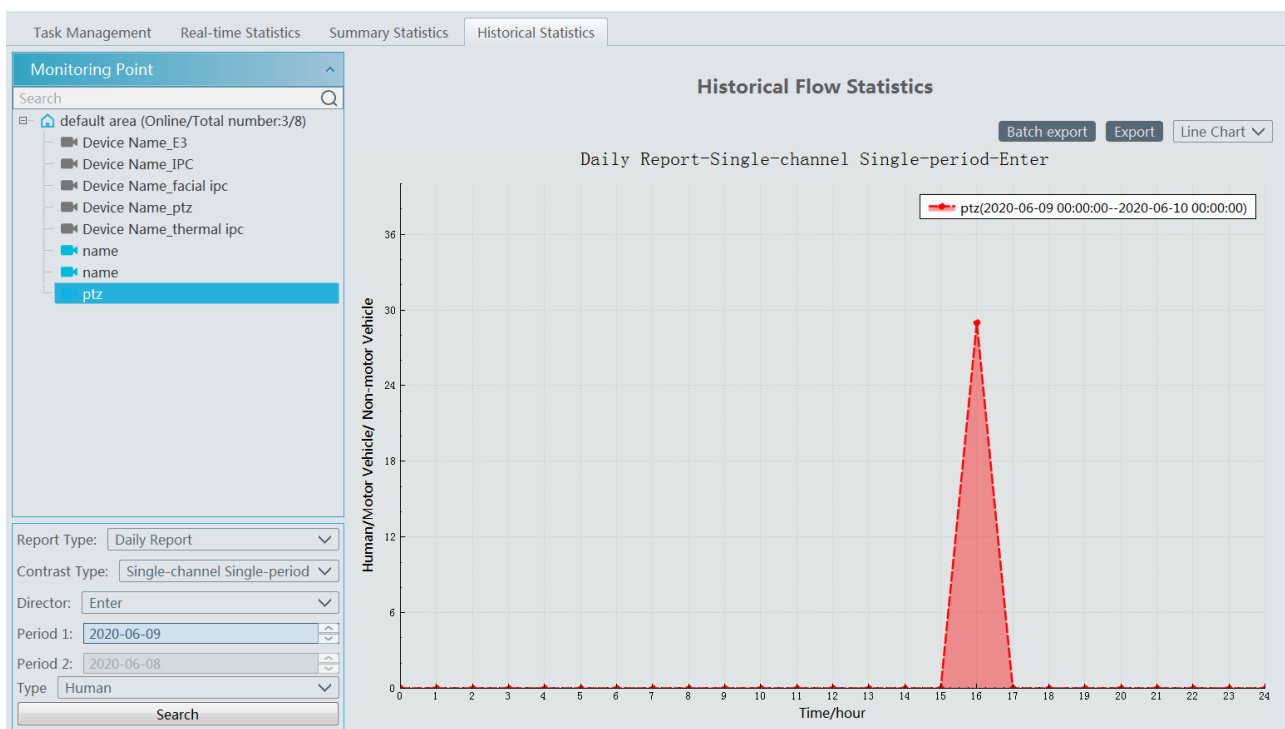 Task Management Real-time Statistics Summary Statistics Historical Statistics
Monitoring Point
Search
default area (Online/Total number:3/8)
Device Name_E3
Device Name_IPC
Device Name_facial ipc
Device Name_ptz
Device Name_thermal ipc
name
name
ptz
Report Type: Daily Report
Contrast Type: Single-channel Single-period
Director: Enter
Period 1: 2020-06-09
Period 2: 2020-06-08
Type Human
Search
Historical Flow Statistics
Batch export Export Line Chart
Daily Report-Single-channel Single-period-Enter
ptz(2020-06-09 00:00:00--2020-06-10 00:00:00)
Human/Motor Vehicle/ Non-motor Vehicle
36
30
24
18
12
6
0
0 1 2 3 4 5 6 7 8 9 10 11 12 13 14 15 16 17 18 19 20 21 22 23 24
Time/hour